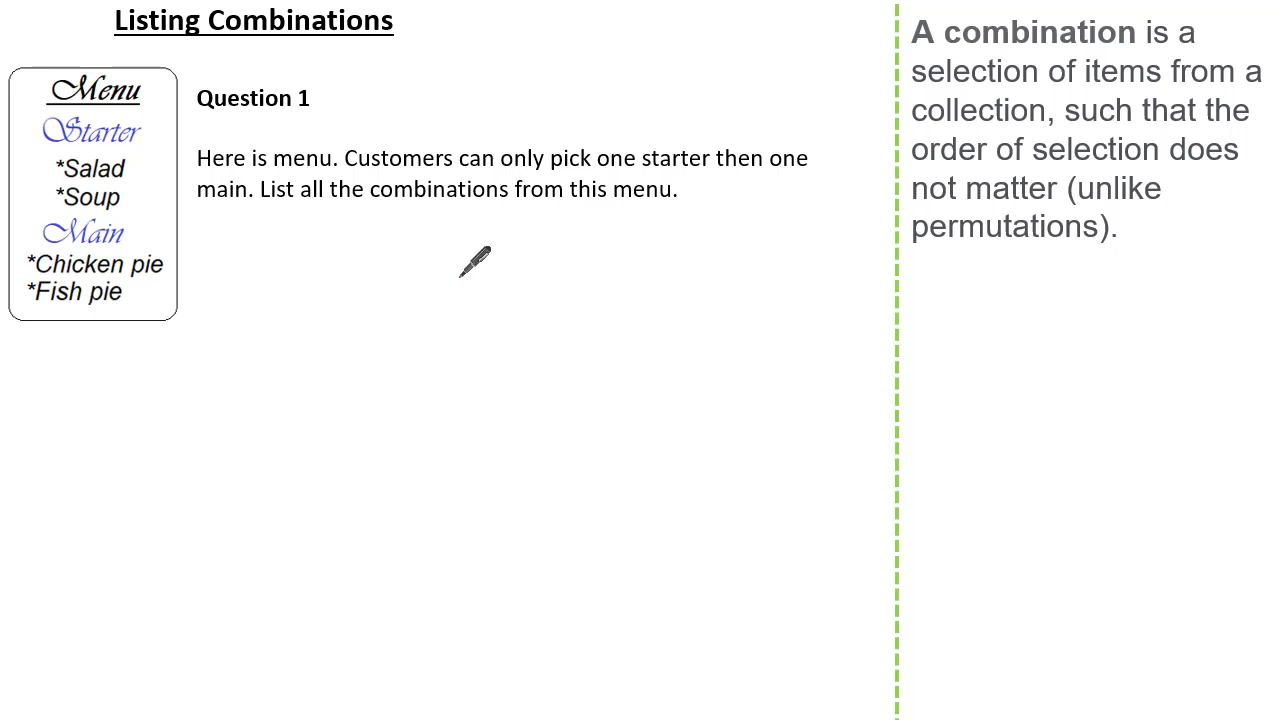 Listing Combinations
Menu
Starter
*Salad
*Soup
Main
*Chicken pie
*Fish pie
Question 1
Here is menu. Customers can only pick one starter then one
main. List all the combinations from this menu.
A combination is a
selection of items from a
collection, such that the
order of selection does
not matter (unlike
permutations).